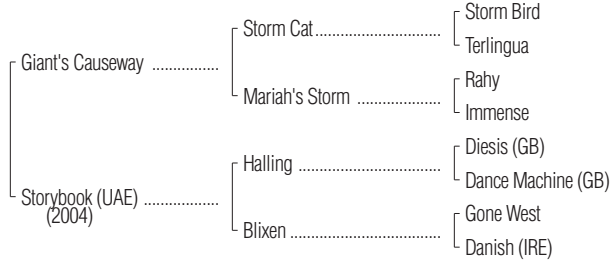 Giant's Causeway ................
Storybook (UAE) .................
(2004)
Storm Cat.............................
Mariah's Storm ...................
Halling .................................
Blixen ...................................
Storm Bird
Terlingua
Rahy
Immense
Diesis (GB)
Dance Machine (GB)
Gone West
Danish (IRE)